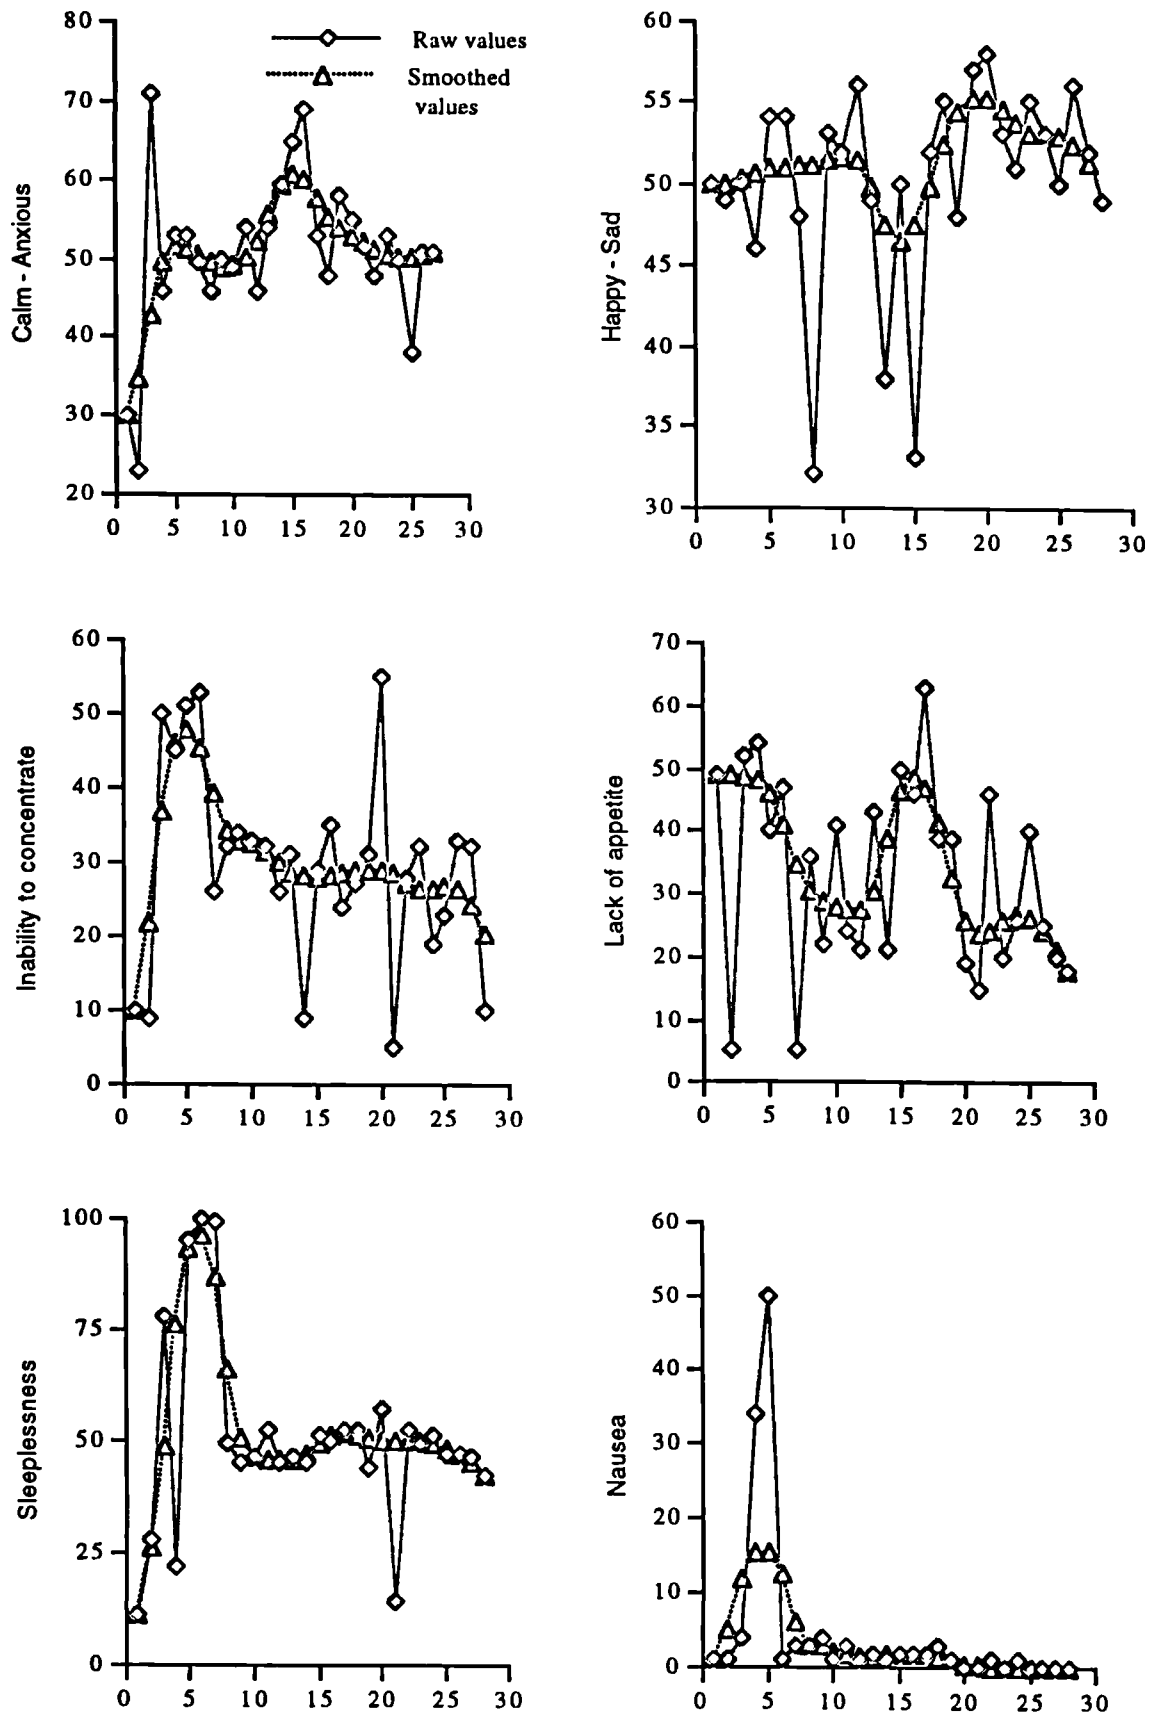 80
70
60
50
40
30
20
0 5 10 15 20 25 30
Calm - Anxious
Raw values
Smoothed
values
60
55
50
45
40
35
30
0 5 10 15 20 25 30
Happy - Sad
60
50
40
30
20
10
0
0 5 10 15 20 25 30
Inability to concentrate
70
60
50
40
30
20
10
0
0 5 10 15 20 25 30
Lack of appetite
100
75
50
25
0
0 5 10 15 20 25 30
Sleeplessness
60
50
40
30
20
10
0
0 5 10 15 20 25 30
Nausea